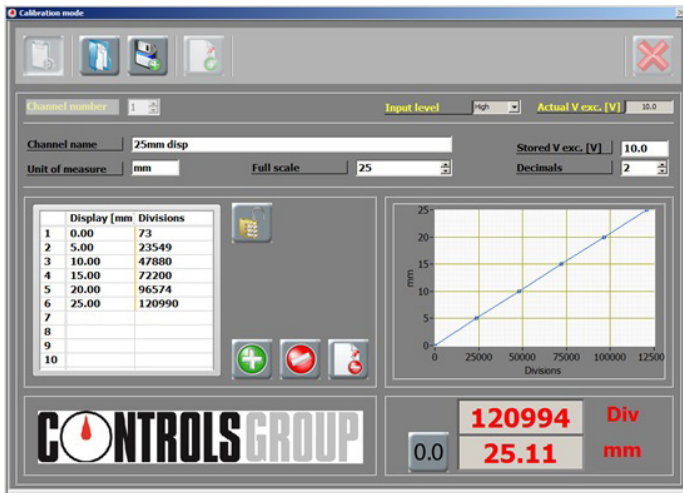 Calibration mode
Channel number 1 Input level High Actual V exc. [V] 10.0
Channel name 25mm disp Stored V exc. [V] 10.0
Unit of measure mm Full scale 25 Decimals 2
Display [mm Divisions
1 0.00 73
2 5.00 23549
3 10.00 47880
4 15.00 72200
5 20.00 96574
6 25.00 120990
7
8
9
10
25
20
15
10
5
0
mm
0 25000 50000 75000 100000 12500
Divisions
CONTROLS GROUP
120994 Div
0.0 25.11 mm